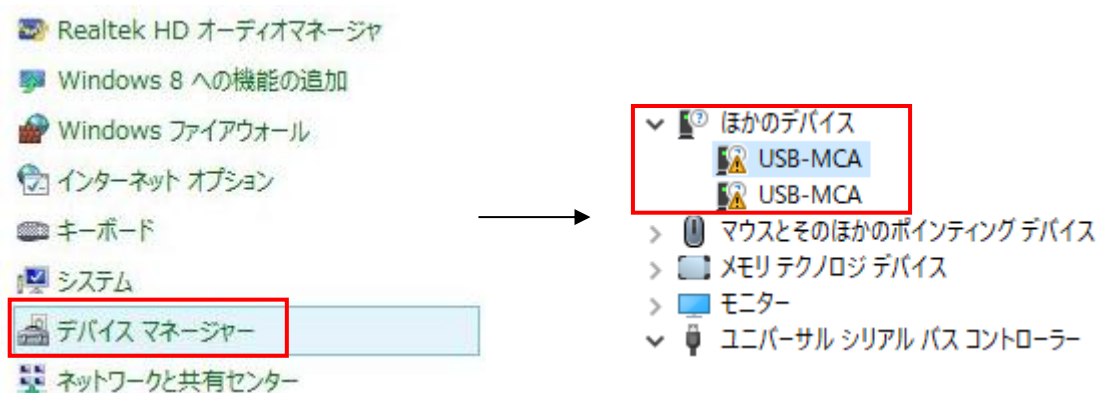 Realtek HD オーディオマネージャ
Windows 8 への機能の追加
Windows ファイアウォール
インターネット オプション
キーボード
システム
デバイス マネージャー
ネットワークと共有センター
ほかのデバイス
USB-MCA
USB-MCA
マウスとそのほかのポインティング デバイス
メモリ テクノロジ デバイス
モニター
ユニバーサル シリアル バス コントローラー